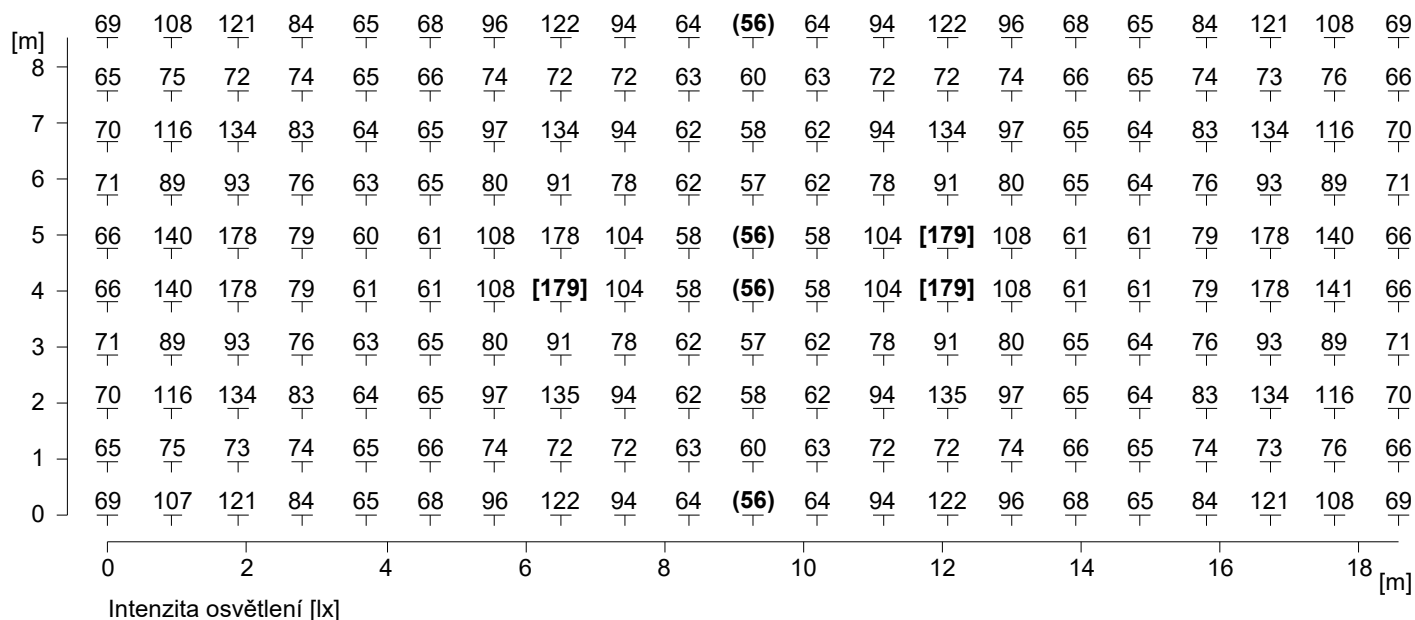 69 108 121 84 65 68 96 122 94 64 (56) 64 94 122 96 68 65 84 121 108 69
[m]
8 65 75 72 74 65 66 74 72 72 63 60 63 72 72 74 66 65 74 73 76 66
7 70 116 134 83 64 65 97 134 94 62 58 62 94 134 97 65 64 83 134 116 70
6 71 89 93 76 63 65 80 91 78 62 57 62 78 91 80 65 64 76 93 89 71
5 66 140 178 79 60 61 108 178 104 58 (56) 58 104 [179] 108 61 61 79 178 140 66
4 66 140 178 79 61 61 108 [179] 104 58 (56) 58 104 [179] 108 61 61 79 178 141 66
3 71 89 93 76 63 65 80 91 78 62 57 62 78 91 80 65 64 76 93 89 71
2 70 116 134 83 64 65 97 135 94 62 58 62 94 135 97 65 64 83 134 116 70
1 65 75 73 74 65 66 74 72 72 63 60 63 72 72 74 66 65 74 73 76 66
0 69 107 121 84 65 68 96 122 94 64 (56) 64 94 122 96 68 65 84 121 108 69
0 2 4 6 8 10 12 14 16 18 [m]
Intenzita osvětlení [lx]